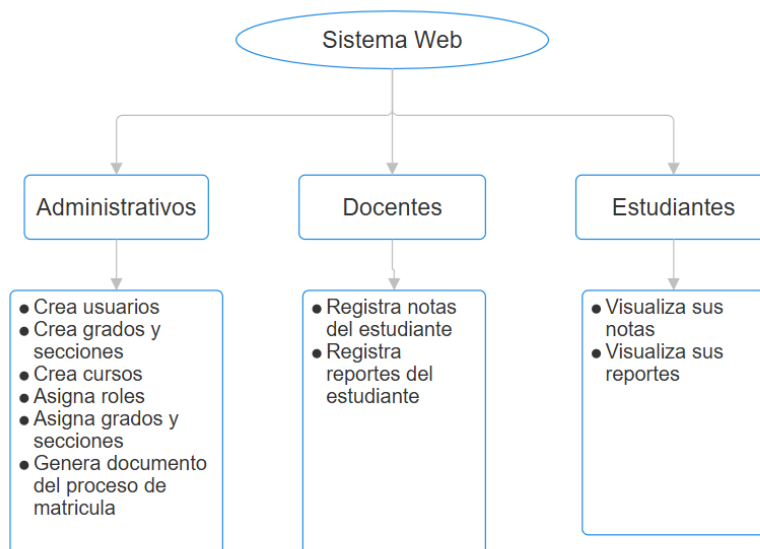 Sistema Web
Administrativos
Docentes
Estudiantes
● Crea usuarios
● Crea grados y
secciones
● Crea cursos
● Asigna roles
● Asigna grados y
secciones
● Genera documento
del proceso de
matricula
● Registra notas
del estudiante
● Registra
reportes del
estudiante
● Visualiza sus
notas
● Visualiza sus
reportes